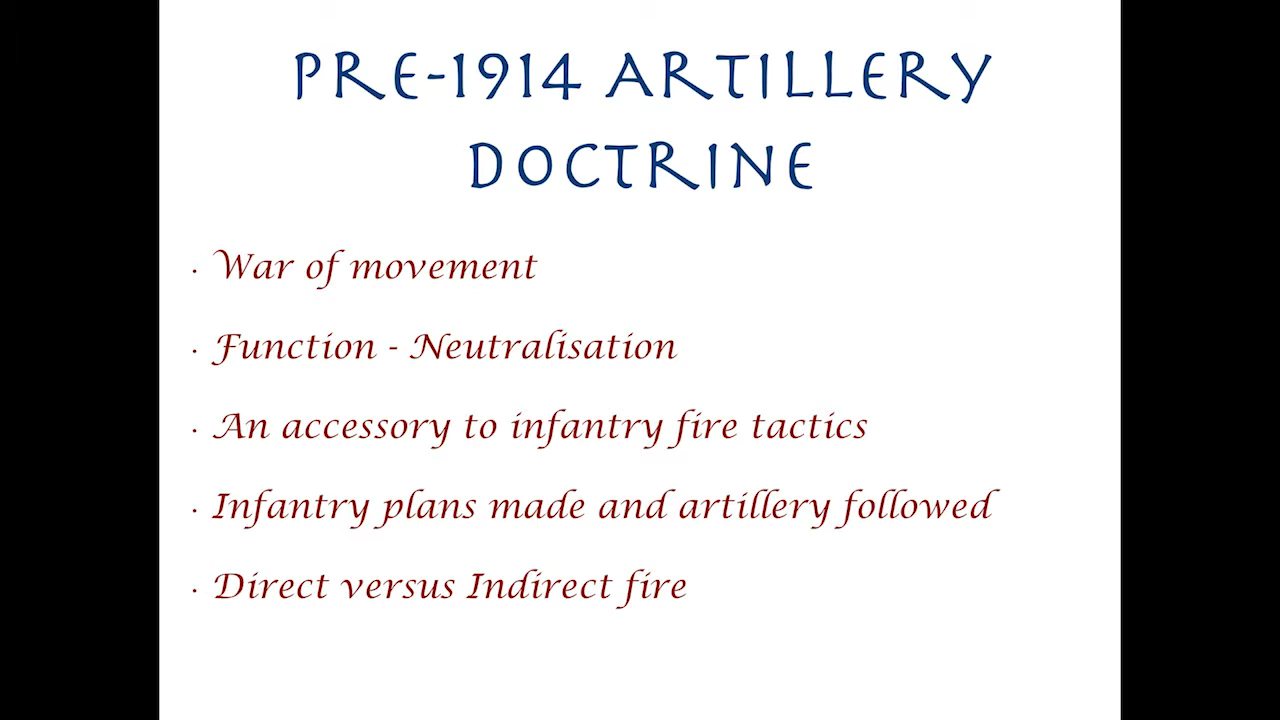 PRE-1914 ARTILLERY
DOCTRINE
· War of movement
· Function - Neutralisation
· An accessory to infantry fire tactics
· Infantry plans made and artillery followed
· Direct versus Indirect fire